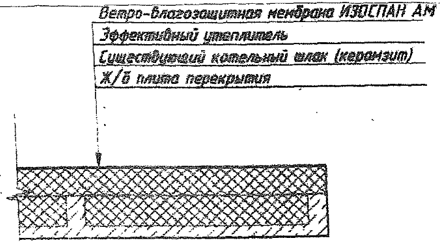 Ветро-влагозащитная мембрана ИЗОСПАН АМ
Эффективный утеплитель
Существующий котельный шлак (керамзит)
Ж/б плита перекрытия